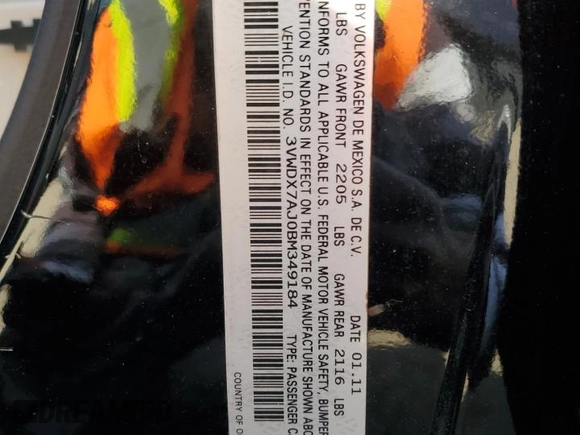 BY VOLKSWAGEN DE MEXICO S.A. DE C.V. DATE 01.11
LBS GAWR FRONT 2205 LBS GAWR REAR 2116 LBS
NFORMS TO ALL APPLICABLE U.S. FEDERAL MOTOR VEHICLE SAFETY, BUMPER
ENTION STANDARDS IN EFFECT ON THE DATE OF MANUFACTURE SHOWN ABO
VEHICLE I.D. NO. 3VWDX7AJ0BM349184 TYPE: PASSENGER C
COUNTRY OF O